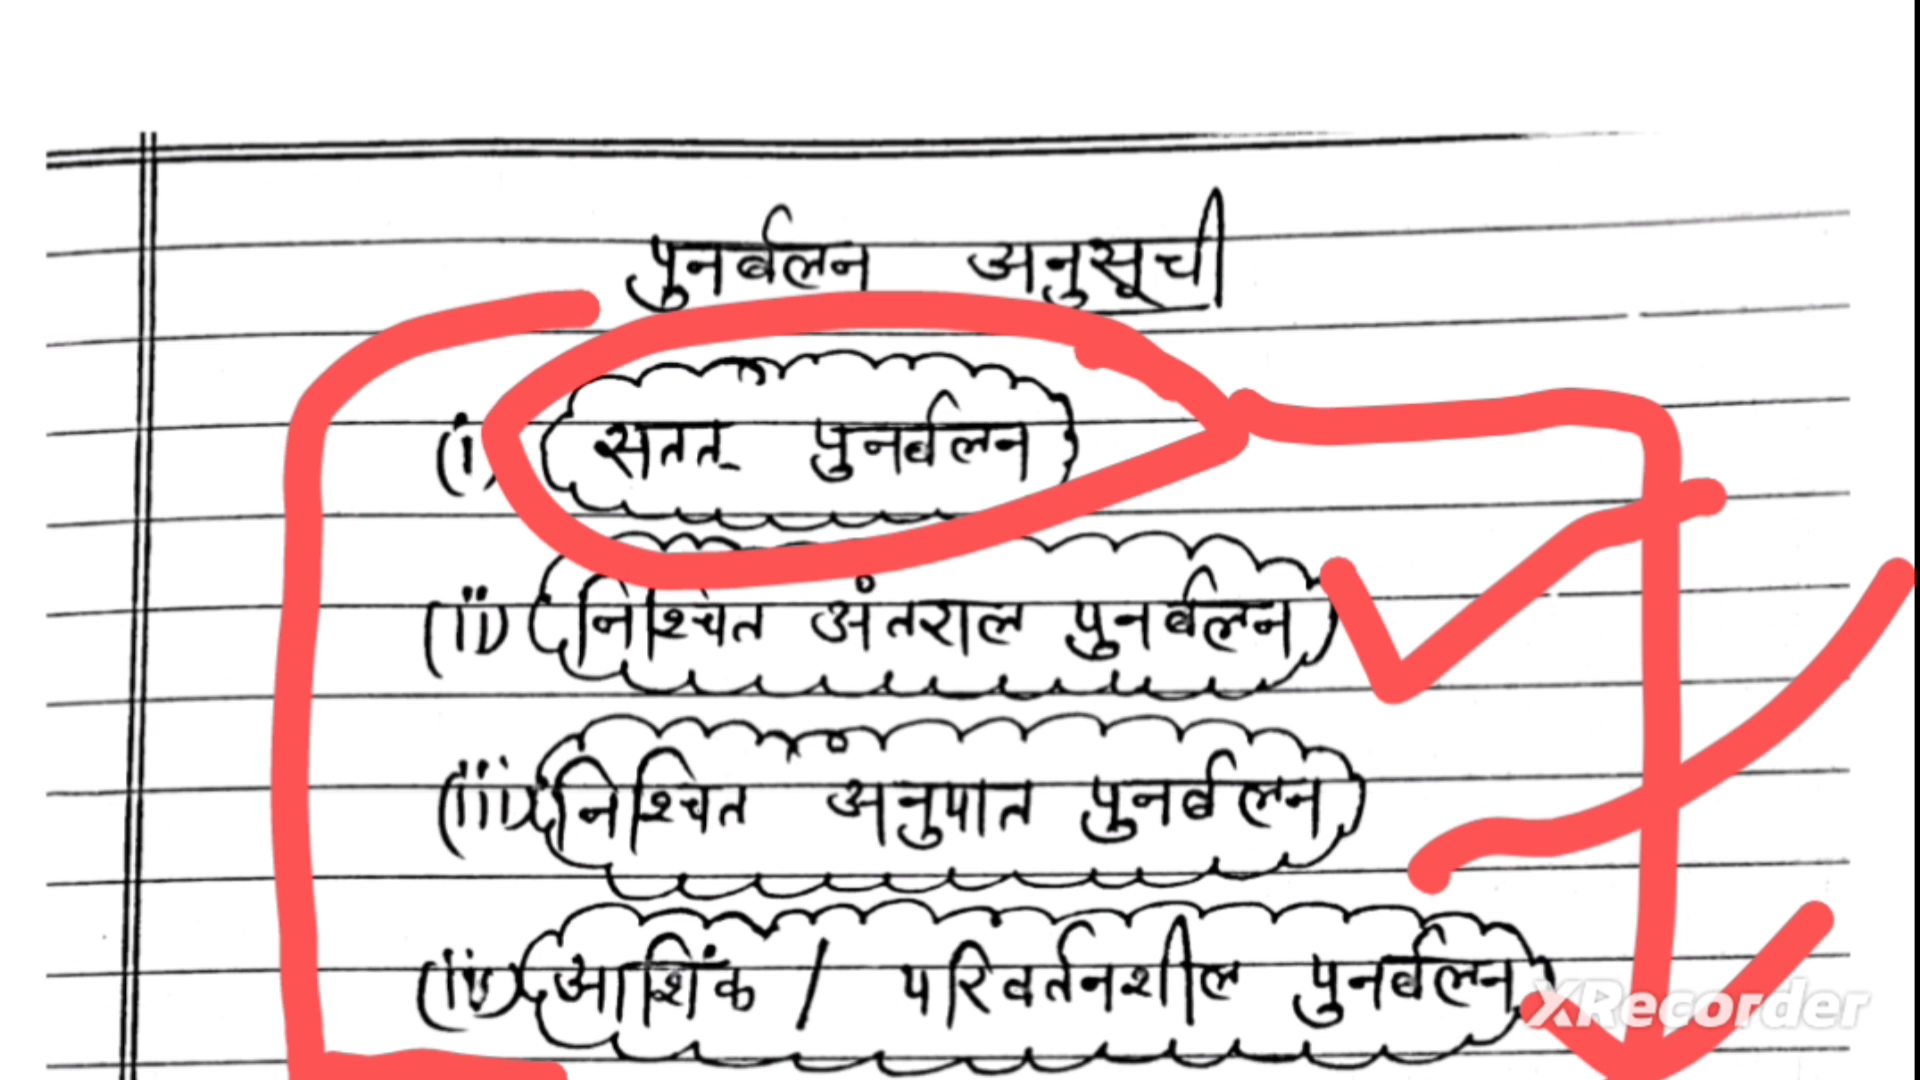 पुनर्बलन अनुसूची
(i) सतत् पुनर्बलन
(ii) निश्चित अंतराल पुनर्बलन
(iii) निश्चित अनुपात पुनर्बलन
(iv) आशिंक / परिवर्तनशील पुनर्बलन
XRecorder